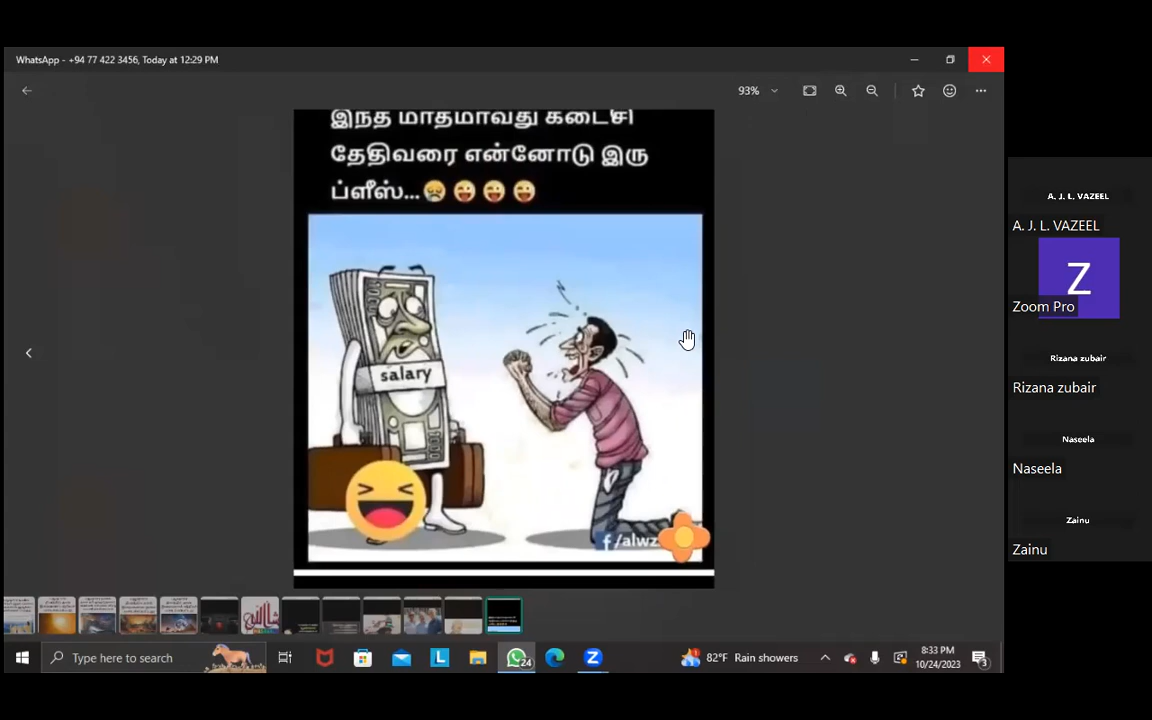 WhatsApp - +94 77 422 3456, Today at 12:29 PM
93%
இந்த மாதமாவது கடைசி
தேதிவரை என்னோடு இரு
ப்ளீஸ்...
salary
f/alwz
A. J. L. VAZEEL
A. J. L. VAZEEL
Z
Zoom Pro
Rizana zubair
Rizana zubair
Naseela
Naseela
Zainu
Zainu
Type here to search
L
24
Z
82°F Rain showers
8:33 PM
10/24/2023
3